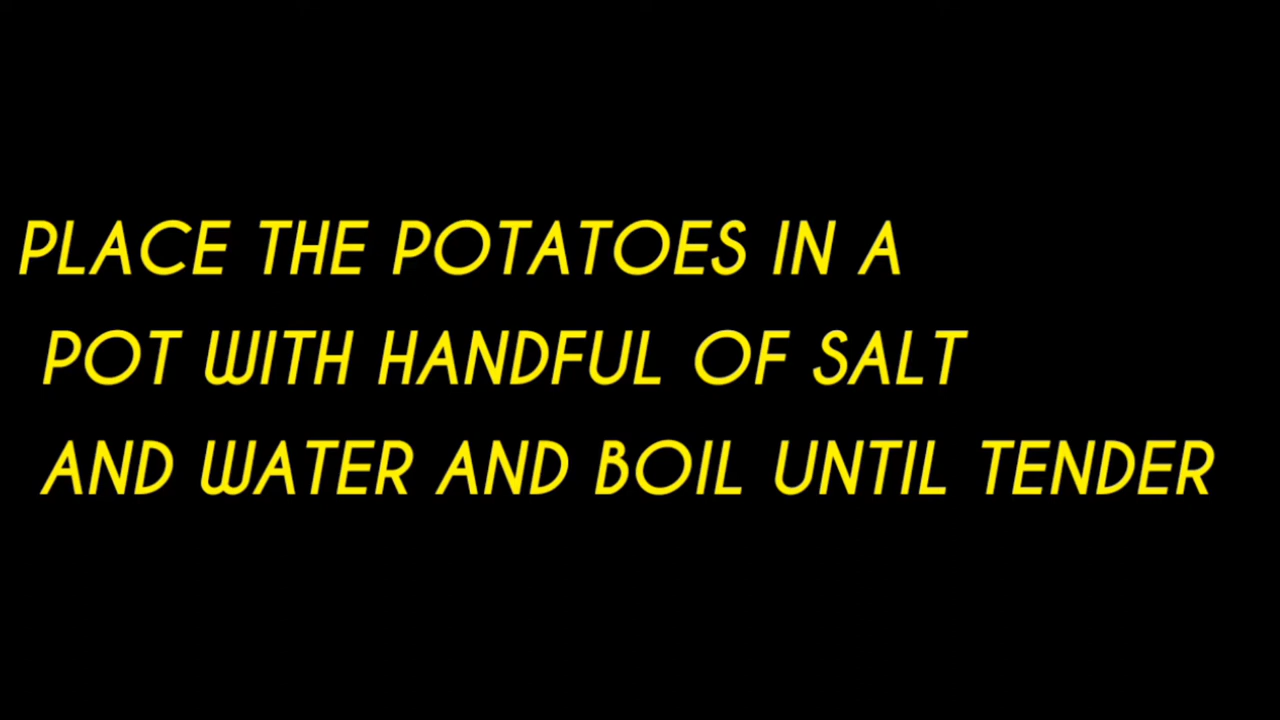 PLACE THE POTATOES IN A
POT WITH HANDFUL OF SALT
AND WATER AND BOIL UNTIL TENDER